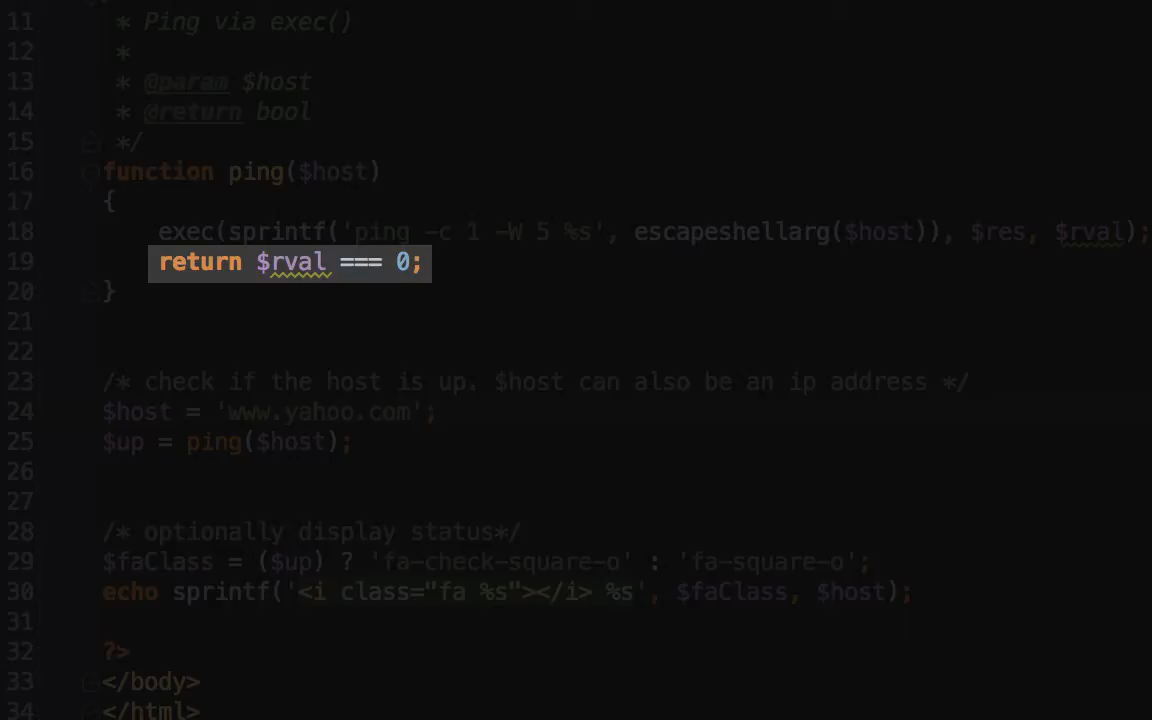 11 * Ping via exec()
12 *
13 * @param $host
14 * @return bool
15 */
16 function ping($host)
17 {
18 exec(sprintf('ping -c 1 -W 5 %s', escapeshellarg($host)), $res, $rval);
19 return $rval === 0;
20 }
21
22
23 /* check if the host is up. $host can also be an ip address */
24 $host = 'www.yahoo.com';
25 $up = ping($host);
26
27
28 /* optionally display status*/
29 $faClass = ($up) ? 'fa-check-square-o' : 'fa-square-o';
30 echo sprintf('<i class="fa %s"></i> %s', $faClass, $host);
31
32 ?>
33 </body>
34 </html>